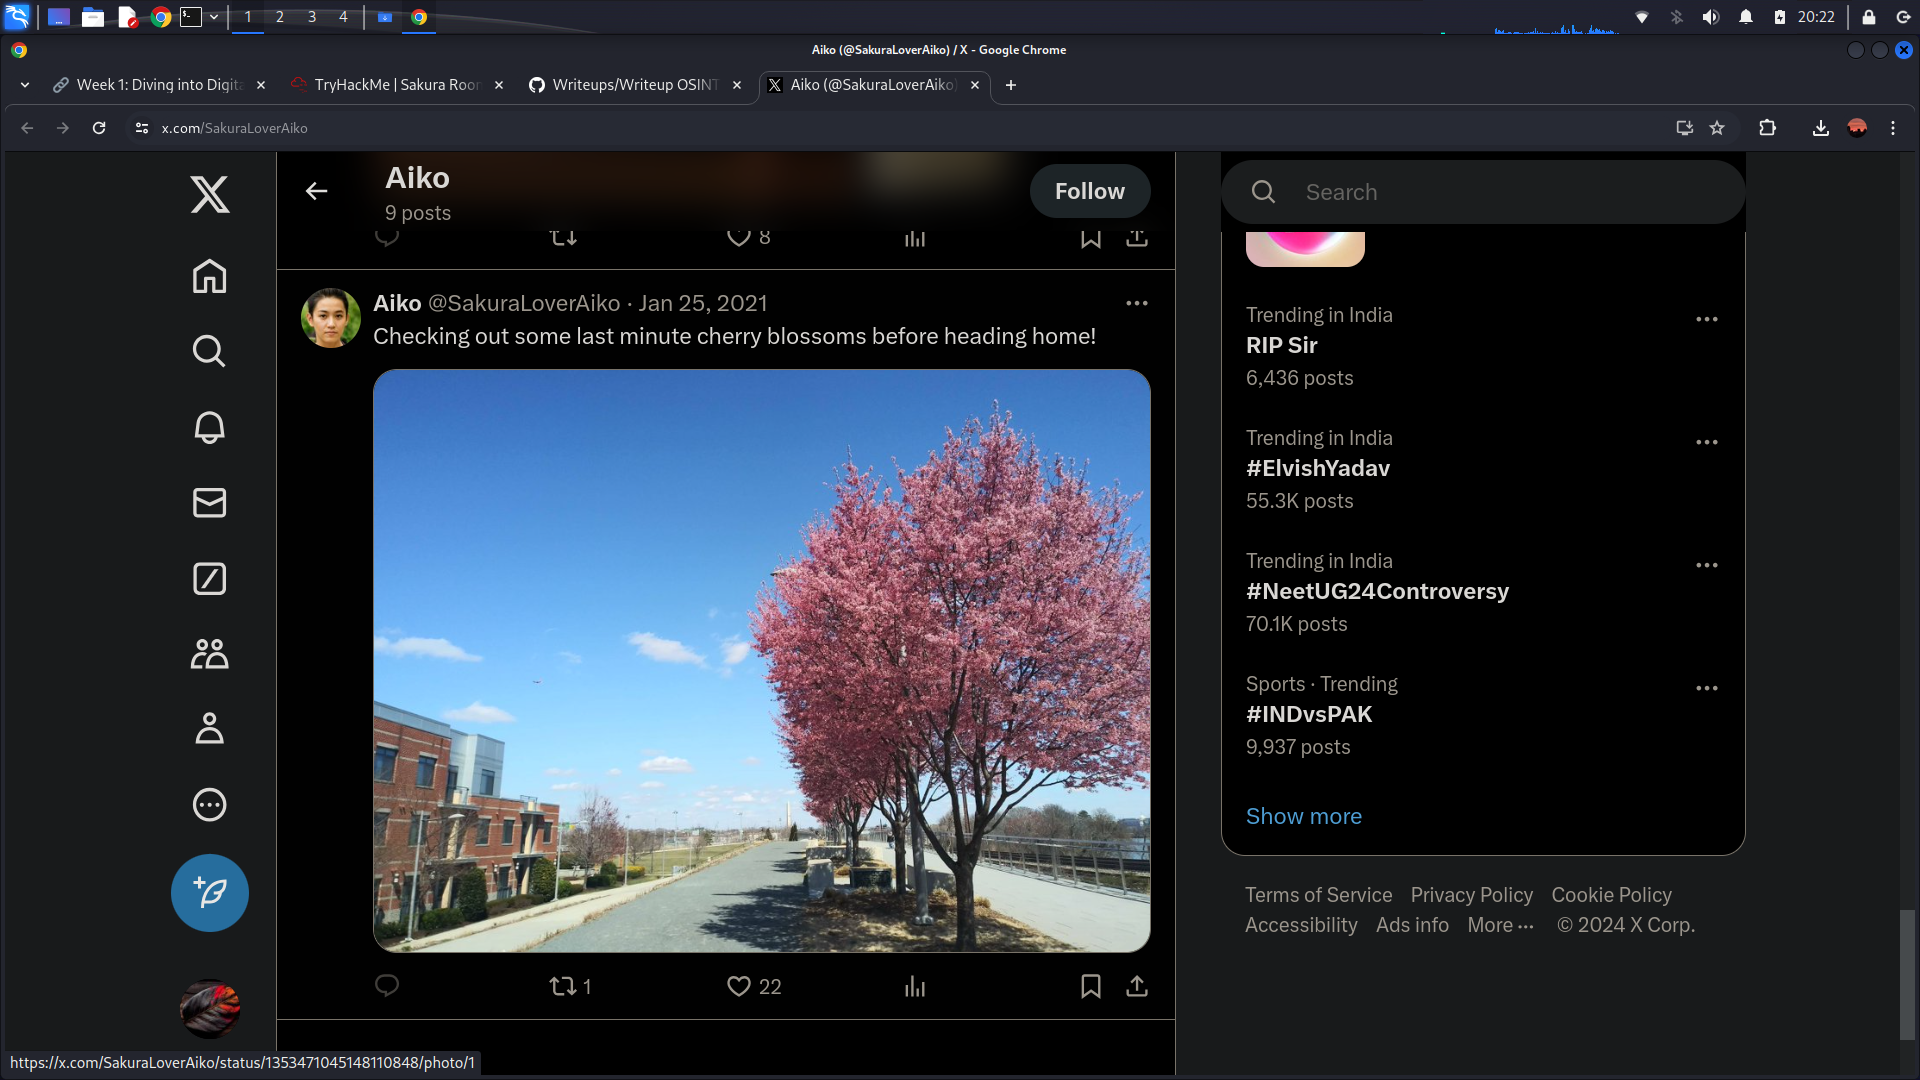 1 2 3 4 20:22
Aiko (@SakuraLoverAiko) / X - Google Chrome
Week 1: Diving into Digita TryHackMe | Sakura Room Writeups/Writeup OSINT Aiko (@SakuraLoverAiko)
x.com/SakuraLoverAiko
Aiko
9 posts
Follow
8
Aiko @SakuraLoverAiko · Jan 25, 2021
Checking out some last minute cherry blossoms before heading home!
1 22
Search
Trending in India
RIP Sir
6,436 posts
Trending in India
#ElvishYadav
55.3K posts
Trending in India
#NeetUG24Controversy
70.1K posts
Sports · Trending
#INDvsPAK
9,937 posts
Show more
Terms of Service Privacy Policy Cookie Policy
Accessibility Ads info More ··· © 2024 X Corp.
https://x.com/SakuraLoverAiko/status/1353471045148110848/photo/1